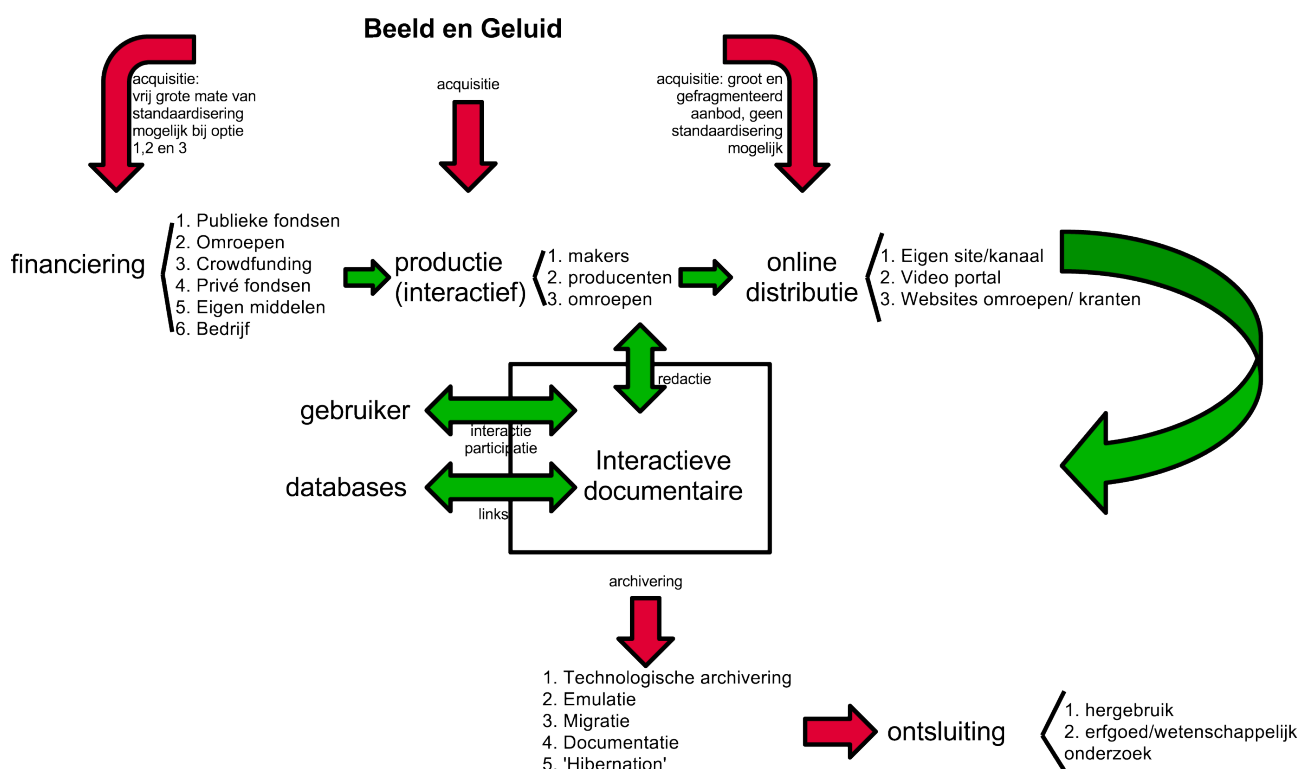 Beeld en Geluid
acquisitie:
vrij grote mate van
standaardisering
mogelijk bij optie
1,2 en 3
acquisitie
acquisitie: groot en
gefragmenteerd
aanbod, geen
standaardisering
mogelijk
financiering
1. Publieke fondsen
2. Omroepen
3. Crowdfunding
4. Privé fondsen
5. Eigen middelen
6. Bedrijf
productie
(interactief)
1. makers
2. producenten
3. omroepen
online
distributie
1. Eigen site/kanaal
2. Video portal
3. Websites omroepen/ kranten
redactie
gebruiker
interactie
participatie
databases
links
Interactieve
documentaire
archivering
1. Technologische archivering
2. Emulatie
3. Migratie
4. Documentatie
5. 'Hibernation'
ontsluiting
1. hergebruik
2. erfgoed/wetenschappelijk
onderzoek